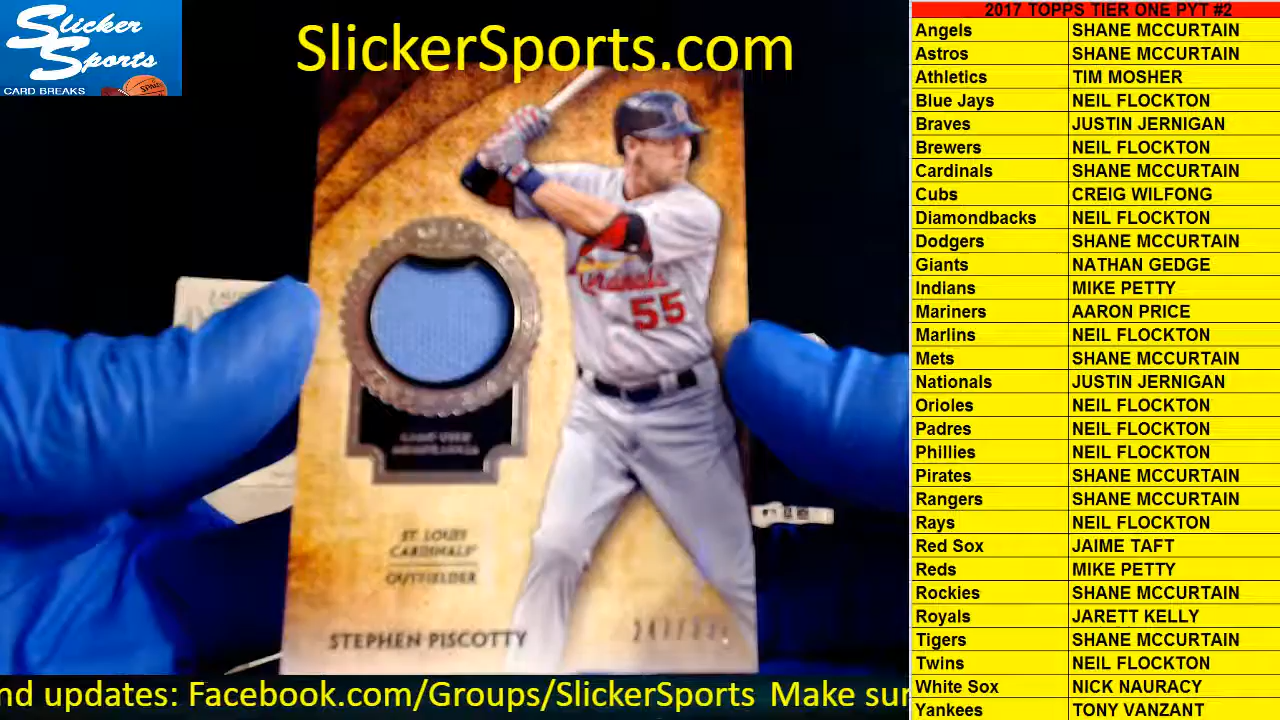 Slicker
Sports
CARD BREAKS
SlickerSports.com
Cardinals
55
GAME-USED
MEMORABILIA
ST. LOUIS
CARDINALS
OUTFIELDER
STEPHEN PISCOTTY
nd updates: Facebook.com/Groups/SlickerSports Make sur
2017 TOPPS TIER ONE PYT #2
Angels SHANE MCCURTAIN
Astros SHANE MCCURTAIN
Athletics TIM MOSHER
Blue Jays NEIL FLOCKTON
Braves JUSTIN JERNIGAN
Brewers NEIL FLOCKTON
Cardinals SHANE MCCURTAIN
Cubs CREIG WILFONG
Diamondbacks NEIL FLOCKTON
Dodgers SHANE MCCURTAIN
Giants NATHAN GEDGE
Indians MIKE PETTY
Mariners AARON PRICE
Marlins NEIL FLOCKTON
Mets SHANE MCCURTAIN
Nationals JUSTIN JERNIGAN
Orioles NEIL FLOCKTON
Padres NEIL FLOCKTON
Phillies NEIL FLOCKTON
Pirates SHANE MCCURTAIN
Rangers SHANE MCCURTAIN
Rays NEIL FLOCKTON
Red Sox JAIME TAFT
Reds MIKE PETTY
Rockies SHANE MCCURTAIN
Royals JARETT KELLY
Tigers SHANE MCCURTAIN
Twins NEIL FLOCKTON
White Sox NICK NAURACY
Yankees TONY VANZANT